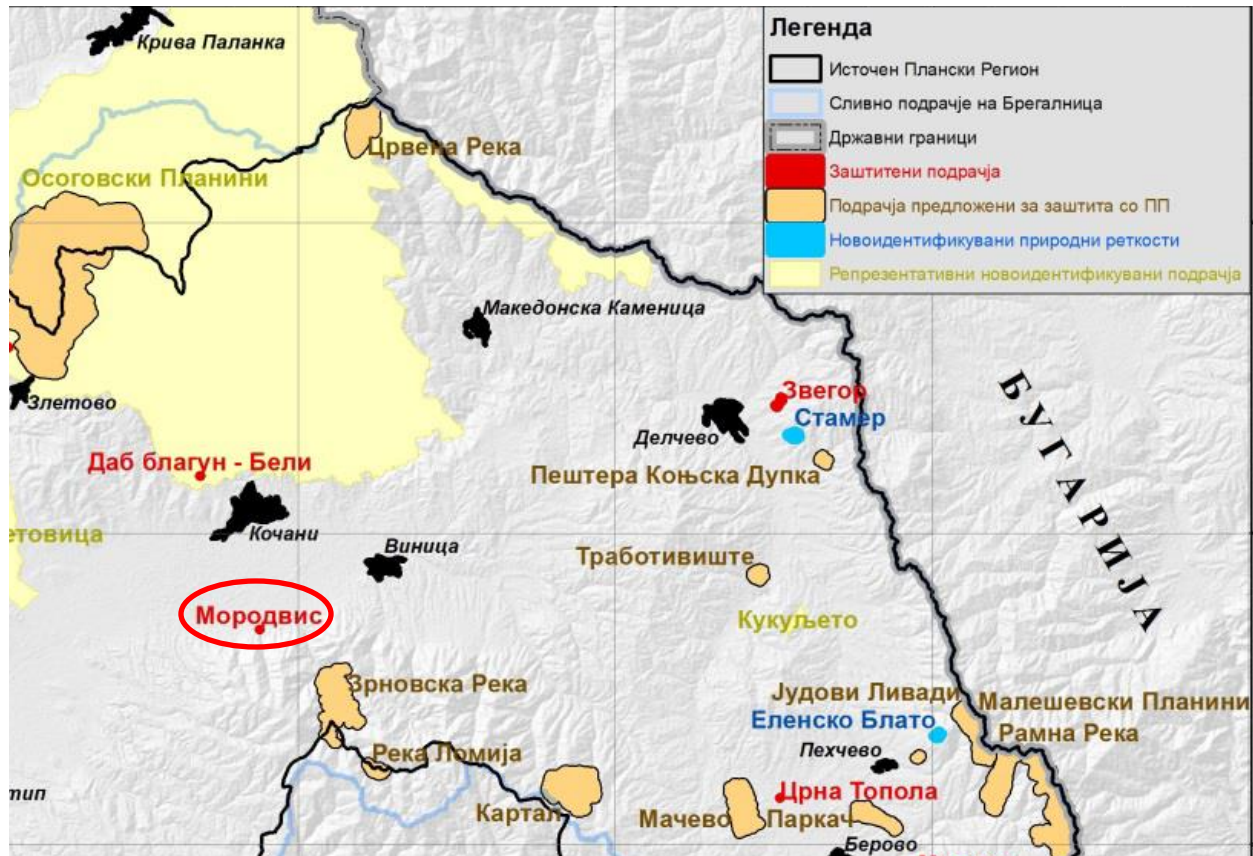 Легенда
Источен Плански Регион
Сливно подрачје на Брегалница
Државни граници
Заштитени подрачја
Подрачја предложени за заштита со ПП
Новоидентификувани природни реткости
Репрезентативни новоидентификувани подрачја
Крива Паланка
Црвена Река
Осоговски Планини
Македонска Каменица
БУГАРИЈА
Злетово
Звегор
Стамер
Делчево
Даб благун - Бели
Пештера Коњска Дупка
Кочани
етовица
Виница
Тработивиште
Мородвис
Кукуљето
Зрновска Река
Јудови Ливади
Малешевски Планини
Еленско Блато
Рамна Река
Река Ломија
Пехчево
тип
Црна Топола
Картал
Мачево
Паркач
Берово